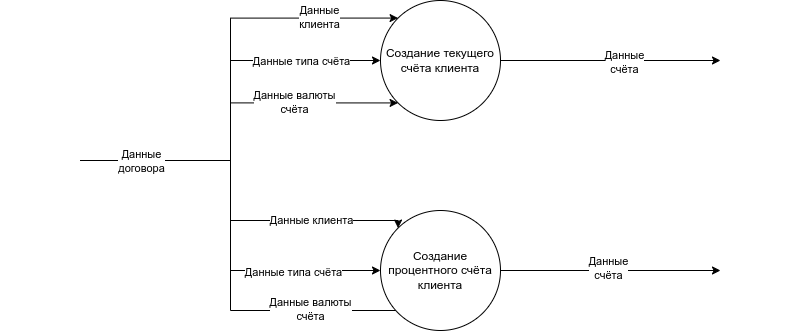 Данные
клиента
Данные типа счёта
Данные валюты
счёта
Создание текущего
счёта клиента
Данные
счёта
Данные
договора
Данные клиента
Данные типа счёта
Данные валюты
счёта
Создание
процентного счёта
клиента
Данные
счёта